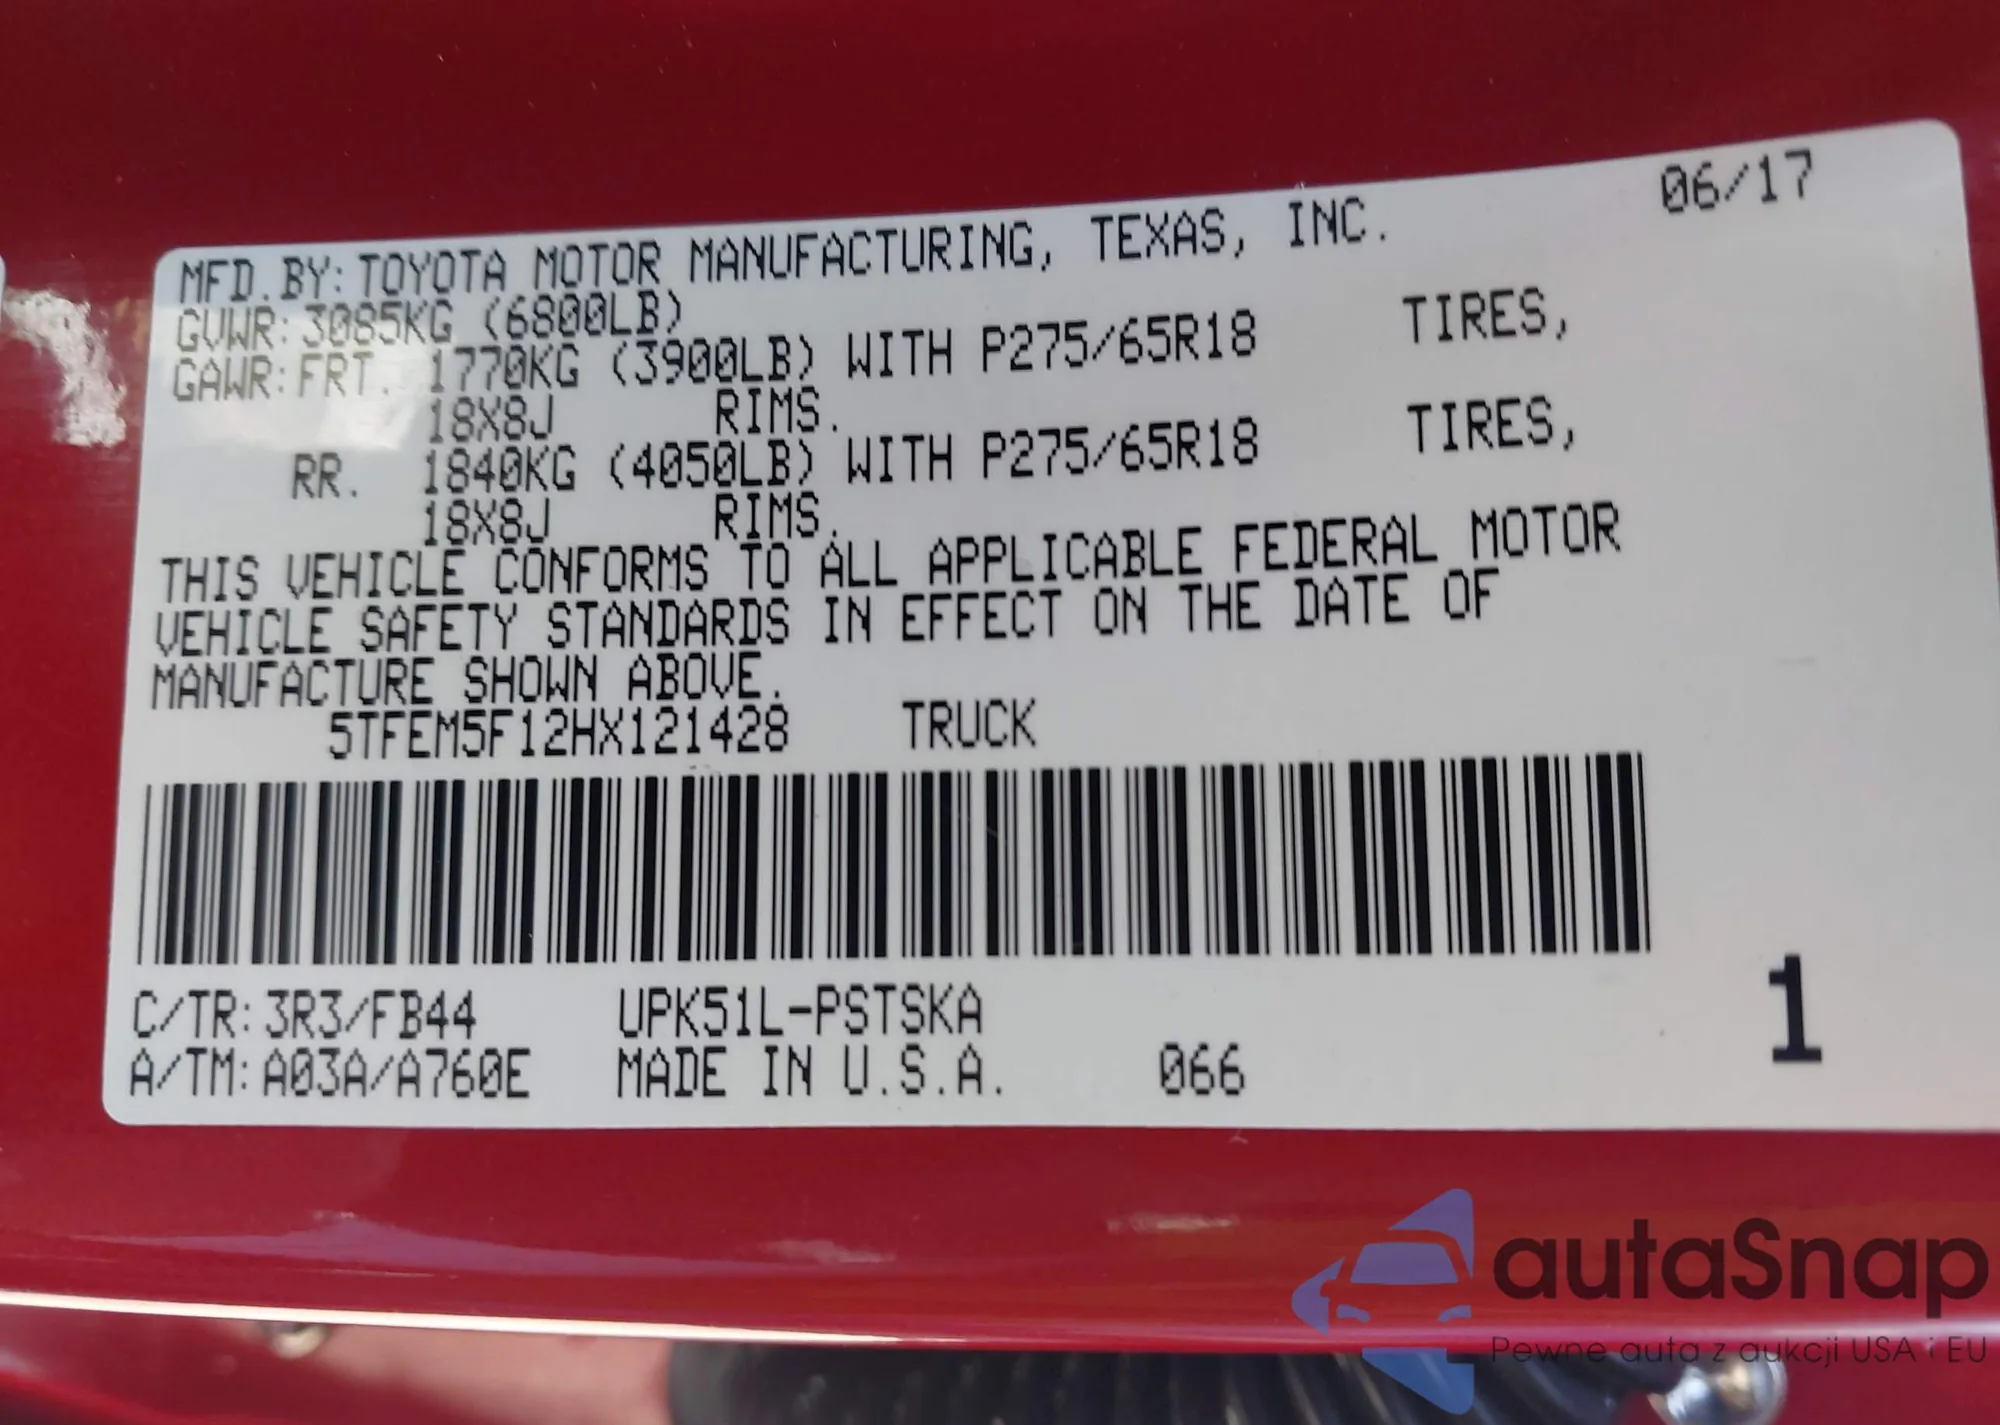 06/17
MFD.BY: TOYOTA MOTOR MANUFACTURING, TEXAS, INC.
GVWR: 3085KG (6800LB)
GAWR: FRT. 1770KG (3900LB) WITH P275/65R18 TIRES,
18X8J RIMS.
RR. 1840KG (4050LB) WITH P275/65R18 TIRES,
18X8J RIMS.
THIS VEHICLE CONFORMS TO ALL APPLICABLE FEDERAL MOTOR
VEHICLE SAFETY STANDARDS IN EFFECT ON THE DATE OF
MANUFACTURE SHOWN ABOVE.
5TFEM5F12HX121428 TRUCK
C/TR: 3R3/FB44 UPK51L-PSTSKA
A/TM: A03A/A760E MADE IN U.S.A. 066
1
autaSnap
Pewne auta z aukcji USA i EU